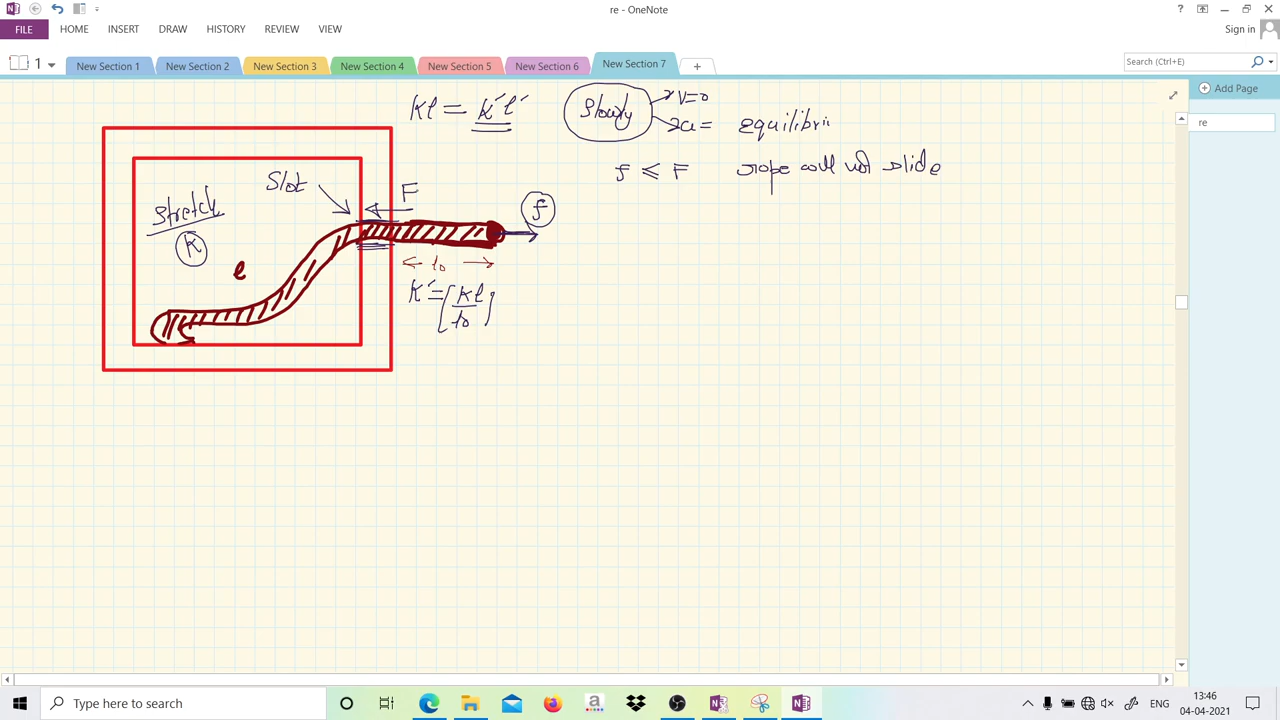 re - OneNote
? 
Sign in
FILE HOME INSERT DRAW HISTORY REVIEW VIEW
1 New Section 1 New Section 2 New Section 3 New Section 4 New Section 5 New Section 6 New Section 7 Search (Ctrl+E)
Add Page
re
Kl = K´l´
Slowly
V=0
a= equilibri
f ≤ F rope will not slide
Slot
F
f
Stretch
K
l
l0
K´=[Kl/l0]
Type here to search
a
ENG
13:46
04-04-2021